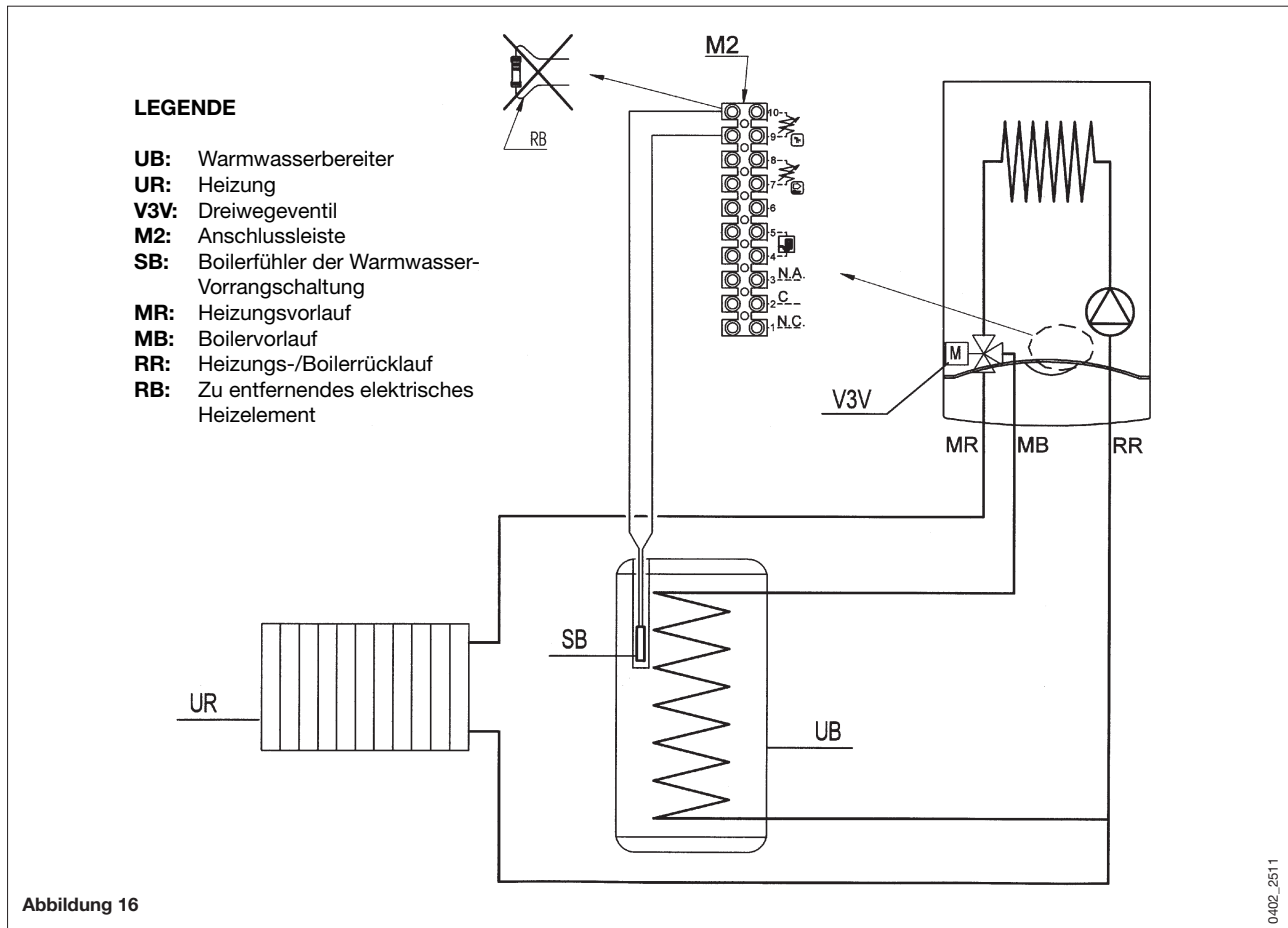 M2
LEGENDE
RB
UB: Warmwasserbereiter
UR: Heizung
V3V: Dreiwegeventil
M2: Anschlussleiste
SB: Boilerfühler der Warmwasser-
Vorrangschaltung
MR: Heizungsvorlauf
MB: Boilervorlauf
RR: Heizungs-/Boilerrücklauf
RB: Zu entfernendes elektrisches
Heizelement
10
9
8
7
6
5
4
3 N.A.
2 C
1 N.C.
M
V3V
MR MB RR
SB
UR
UB
Abbildung 16
0402_2511